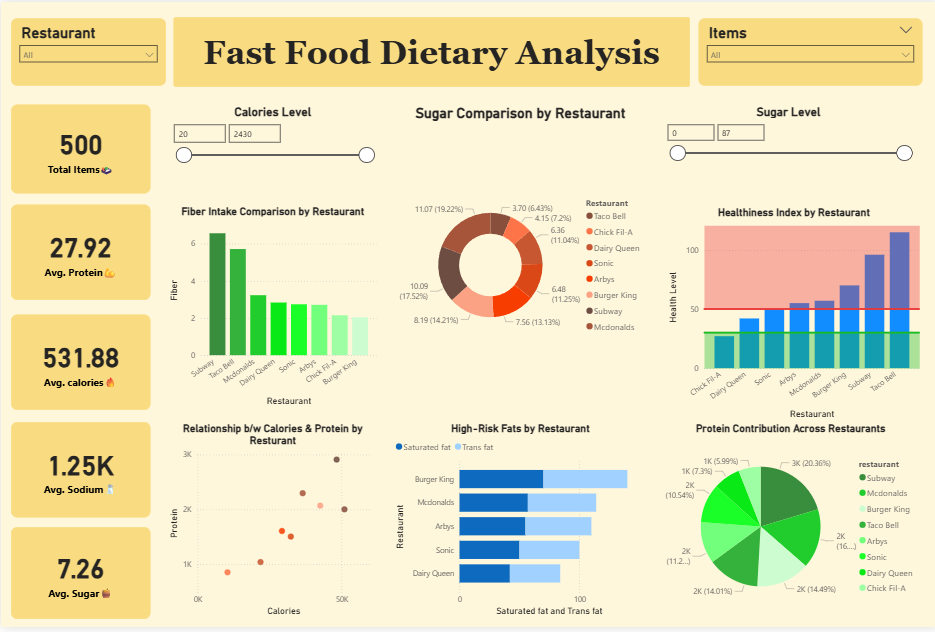 Restaurant
All
Fast Food Dietary Analysis
Items
All
500
Total Items
27.92
Avg. Protein
531.88
Avg. calories
1.25K
Avg. Sodium
7.26
Avg. Sugar
Calories Level
20
2430
Sugar Comparison by Restaurant
Sugar Level
0
87
Fiber Intake Comparison by Restaurant
Fiber
6
4
2
0
Subway
Taco Bell
Mcdonalds
Dairy Queen
Sonic
Arbys
Chick Fil-A
Burger King
Restaurant
11.07 (19.22%)
3.70 (6.43%)
4.15 (7.2%)
6.36
(11.04%)
6.48
(11.25%)
7.56 (13.13%)
8.19 (14.21%)
10.09
(17.52%)
Restaurant
Taco Bell
Chick Fil-A
Dairy Queen
Sonic
Arbys
Burger King
Subway
Mcdonalds
Healthiness Index by Restaurant
Health Level
100
50
0
Chick Fil-A
Dairy Queen
Sonic
Arbys
Mcdonalds
Burger King
Subway
Taco Bell
Restaurant
Relationship b/w Calories & Protein by
Resturant
Protein
3K
2K
1K
0K
50K
Calories
High-Risk Fats by Restaurant
Saturated fat
Trans fat
Restaurant
Burger King
Mcdonalds
Arbys
Sonic
Dairy Queen
0
100
Saturated fat and Trans fat
Protein Contribution Across Restaurants
1K (5.99%)
1K (7.3%)
2K
(10.54%)
2K
(11.2...)
2K (14.01%)
2K (14.49%)
2K
(16....)
3K (20.36%)
restaurant
Subway
Mcdonalds
Burger King
Taco Bell
Arbys
Sonic
Dairy Queen
Chick Fil-A